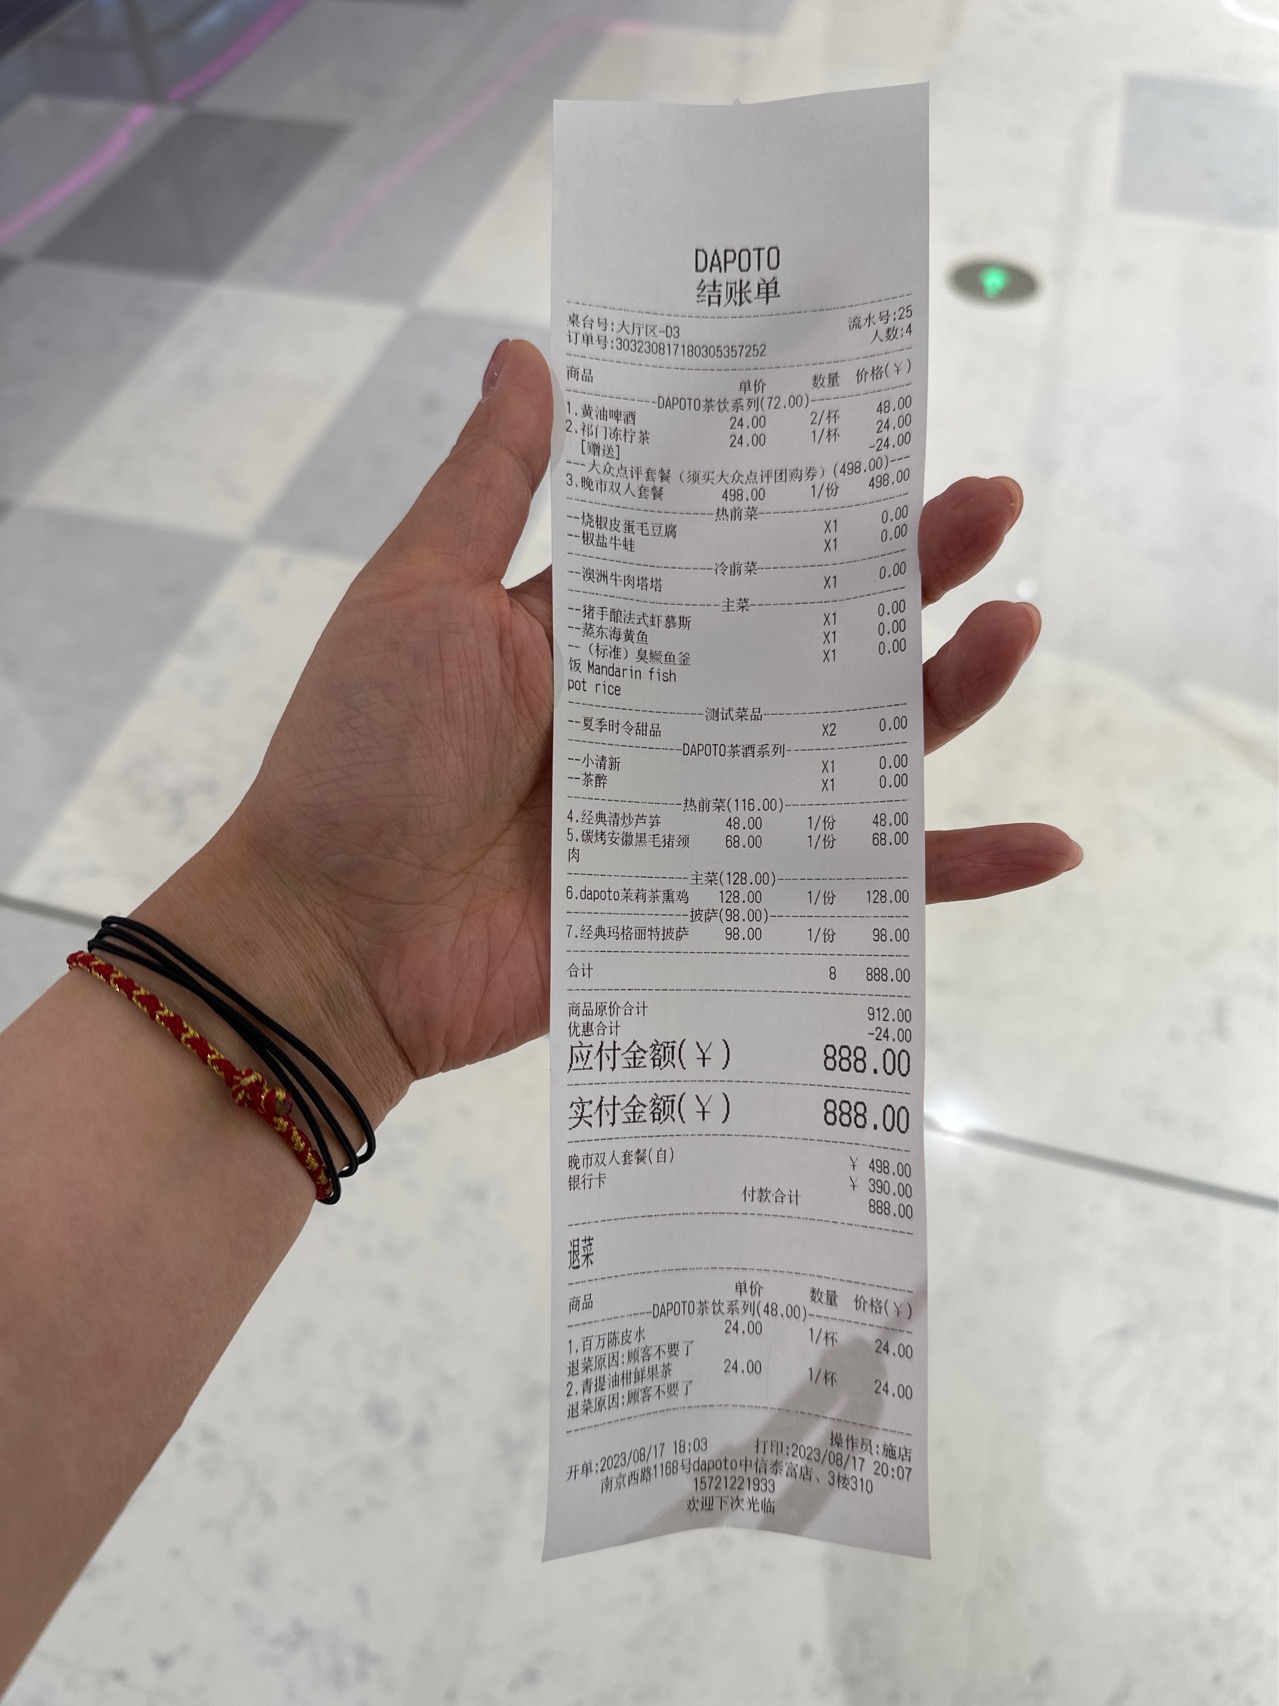 DAPOTO
结账单
桌台号:大厅区-D3 流水号:25
订单号:303230817180305357252 人数:4
商品 单价 数量 价格(¥)
DAPOTO茶饮系列(72.00)
1.黄油啤酒 24.00 2/杯 48.00
2.祁门冻柠茶 24.00 1/杯 24.00
[赠送] -24.00
大众点评套餐(须买大众点评团购券)(498.00)
3.晚市双人套餐 498.00 1/份 498.00
热前菜
--烧椒皮蛋毛豆腐 X1 0.00
--椒盐牛蛙 X1 0.00
冷前菜
--澳洲牛肉塔塔 X1 0.00
主菜
--猪手酿法式虾慕斯 X1 0.00
--蒸东海黄鱼 X1 0.00
--(标准)臭鳜鱼釜 X1 0.00
饭 Mandarin fish
pot rice
测试菜品
--夏季时令甜品 X2 0.00
DAPOTO茶酒系列
--小清新 X1 0.00
--茶醉 X1 0.00
热前菜(116.00)
4.经典清炒芦笋 48.00 1/份 48.00
5.碳烤安徽黑毛猪颈 68.00 1/份 68.00
肉
主菜(128.00)
6.dapoto茉莉茶熏鸡 128.00 1/份 128.00
披萨(98.00)
7.经典玛格丽特披萨 98.00 1/份 98.00
合计 8 888.00
商品原价合计 912.00
优惠合计 -24.00
应付金额(¥) 888.00
实付金额(¥) 888.00
晚市双人套餐(自) ¥ 498.00
银行卡 ¥ 390.00
付款合计 888.00
退菜
商品 单价 数量 价格(¥)
DAPOTO茶饮系列(48.00)
1.百万陈皮水 24.00 1/杯 24.00
退菜原因:顾客不要了
2.青提油柑鲜果茶 24.00 1/杯 24.00
退菜原因:顾客不要了
操作员:施店
开单:2023/08/17 18:03 打印:2023/08/17 20:07
南京西路1168号dapoto中信泰富店、3楼310
15721221933
欢迎下次光临